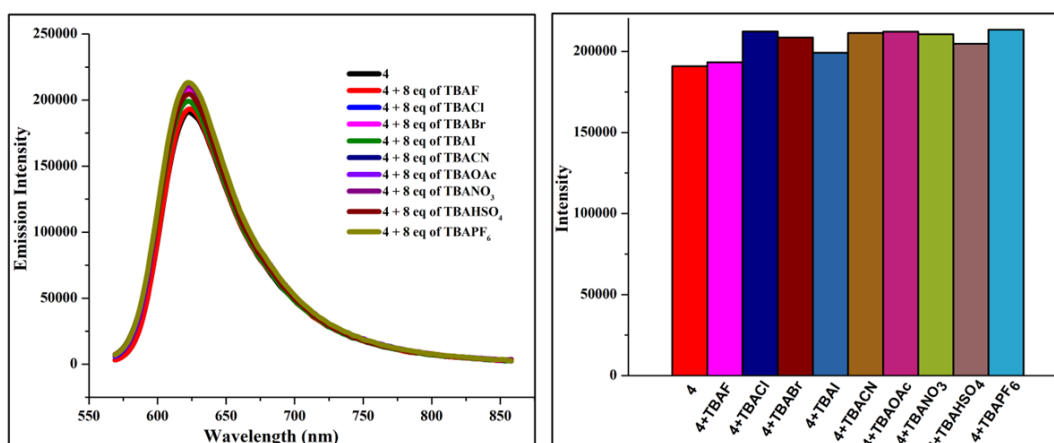 250000
200000
150000
100000
50000
0
Emission Intensity
4
4 + 8 eq of TBAF
4 + 8 eq of TBACl
4 + 8 eq of TBABr
4 + 8 eq of TBAI
4 + 8 eq of TBACN
4 + 8 eq of TBAOAc
4 + 8 eq of TBANO₃
4 + 8 eq of TBAHSO₄
4 + 8 eq of TBAPF₆
550 600 650 700 750 800 850
Wavelength (nm)
200000
150000
100000
50000
0
Intensity
4
4+TBAF
4+TBACl
4+TBABr
4+TBAI
4+TBACN
4+TBAOAc
4+TBANO₃
4+TBAHSO₄
4+TBAPF₆